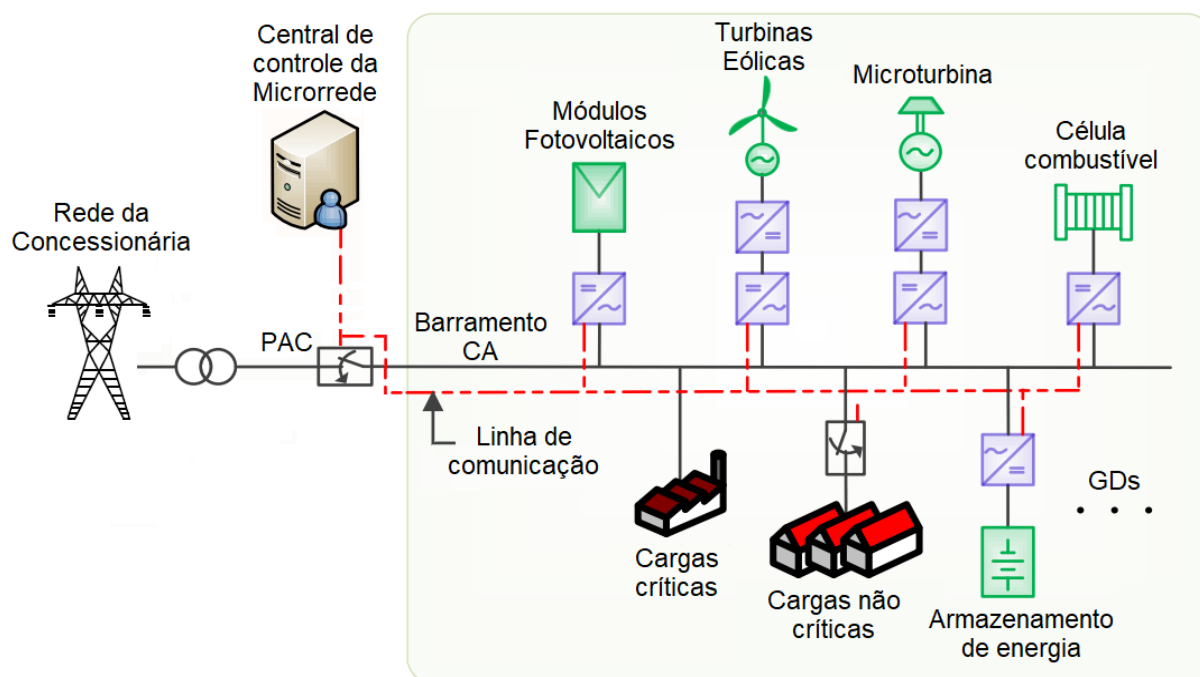 Central de
controle da
Microrrede
Turbinas
Eólicas
Microturbina
Módulos
Fotovoltaicos
Célula
combustível
Rede da
Concessionária
PAC
Barramento
CA
Linha de
comunicação
GDs
Cargas
críticas
Cargas não
críticas
Armazenamento
de energia